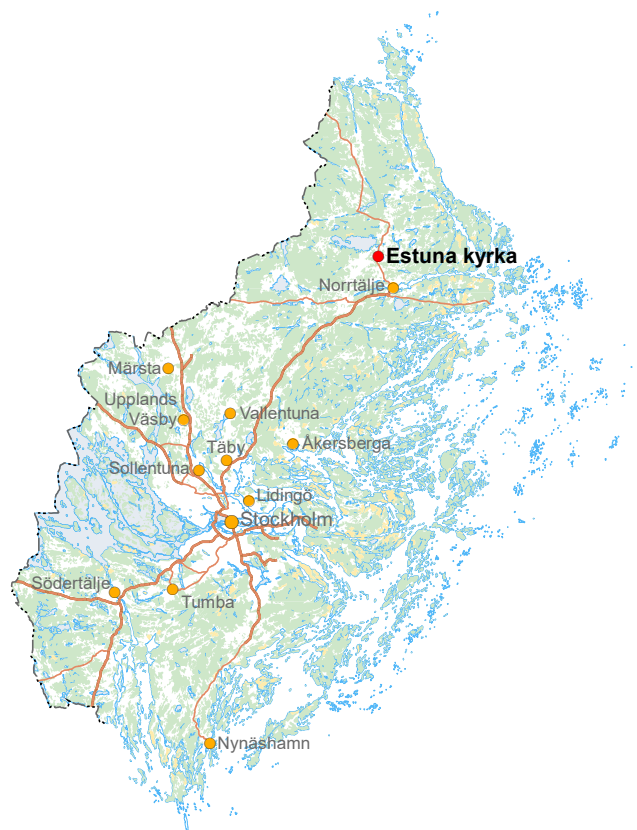 Estuna kyrka
Norrtälje
Märsta
Upplands
Väsby
Vallentuna
Täby
Åkersberga
Sollentuna
Lidingö
Stockholm
Södertälje
Tumba
Nynäshamn